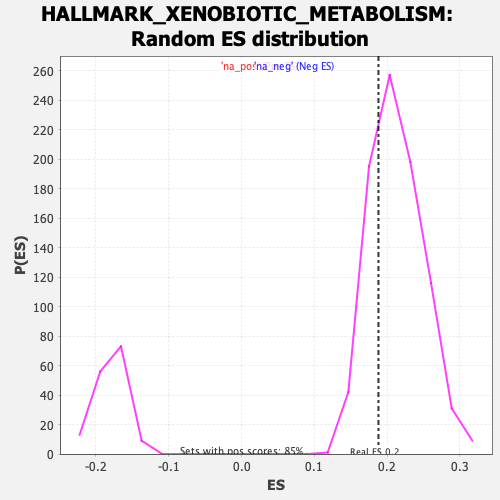 HALLMARK_XENOBIOTIC_METABOLISM:
Random ES distribution
'na_pos 'na_neg' (Neg ES)
260
240
220
200
180
160
140
120
100
80
60
40
20
0
P(ES)
Sets with pos scores: 85%
Real ES 0.2
-0.2 -0.1 0.0 0.1 0.2 0.3
ES